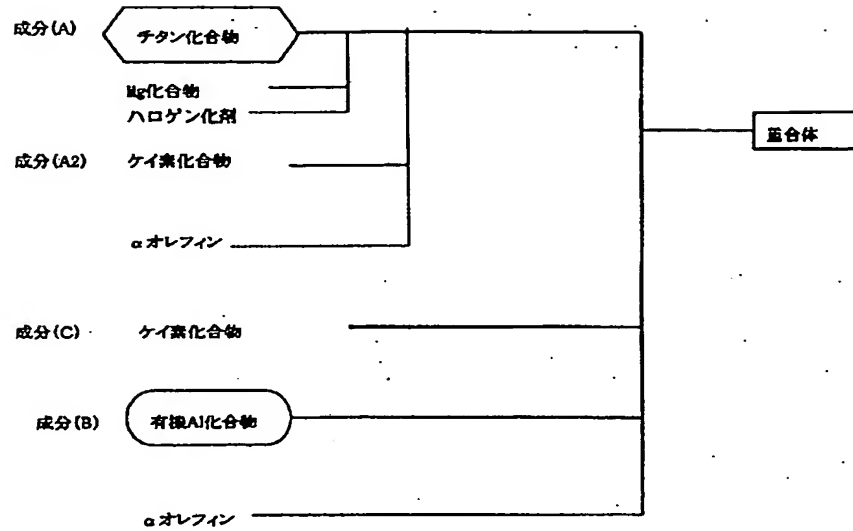 成分(A) チタン化合物
Mg化合物
ハロゲン化剤
重合体
成分(A2) ケイ素化合物
αオレフィン
成分(C) ケイ素化合物
成分(B) 有機Al化合物
αオレフィン